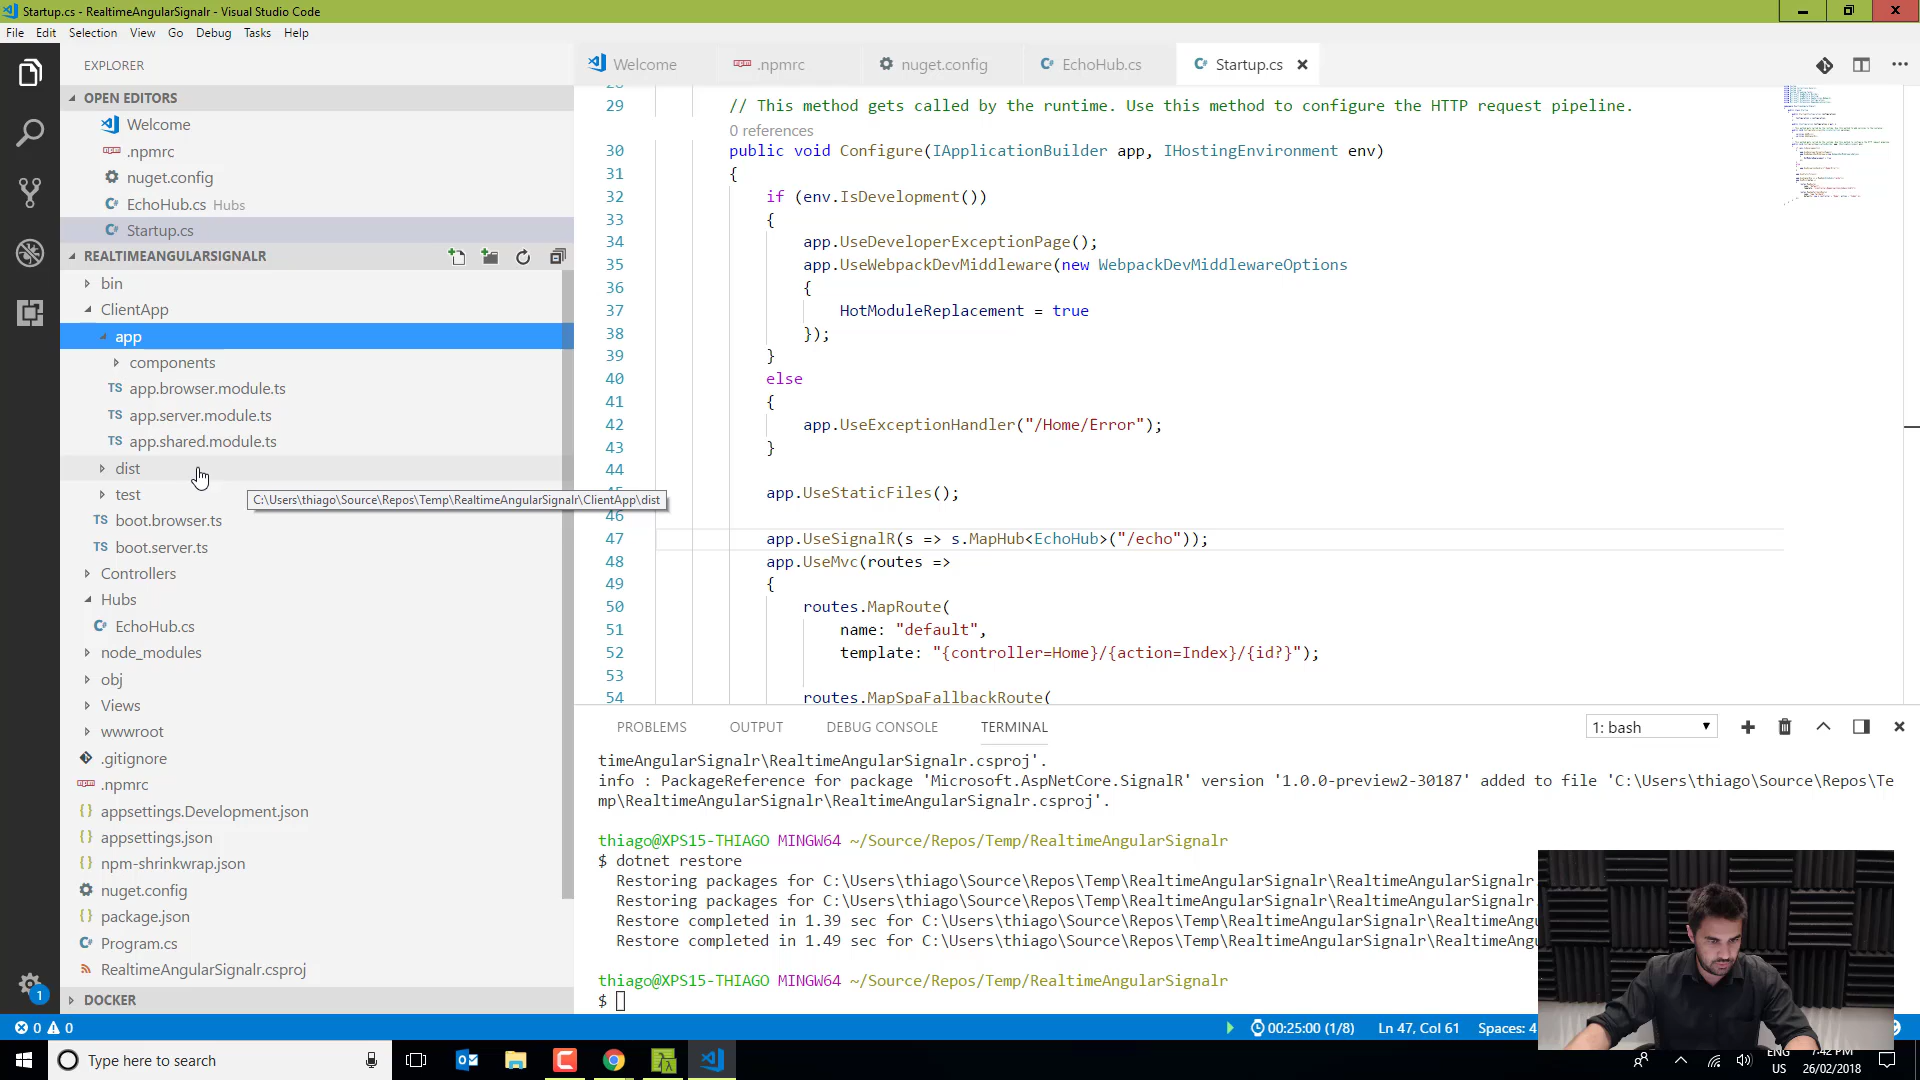 Startup.cs - RealtimeAngularSignalr - Visual Studio Code
File Edit Selection View Go Debug Tasks Help
EXPLORER
OPEN EDITORS
Welcome
.npmrc
nuget.config
EchoHub.cs Hubs
Startup.cs
REALTIMEANGULARSIGNALR
bin
ClientApp
app
components
TS app.browser.module.ts
TS app.server.module.ts
TS app.shared.module.ts
dist
test
C:\Users\thiago\Source\Repos\Temp\RealtimeAngularSignalr\ClientApp\dist
TS boot.browser.ts
TS boot.server.ts
Controllers
Hubs
EchoHub.cs
node_modules
obj
Views
wwwroot
.gitignore
.npmrc
{ } appsettings.Development.json
{ } appsettings.json
{ } npm-shrinkwrap.json
nuget.config
{ } package.json
Program.cs
RealtimeAngularSignalr.csproj
DOCKER
Welcome .npmrc nuget.config EchoHub.cs Startup.cs
29 // This method gets called by the runtime. Use this method to configure the HTTP request pipeline.
0 references
30 public void Configure(IApplicationBuilder app, IHostingEnvironment env)
31 {
32 if (env.IsDevelopment())
33 {
34 app.UseDeveloperExceptionPage();
35 app.UseWebpackDevMiddleware(new WebpackDevMiddlewareOptions
36 {
37 HotModuleReplacement = true
38 });
39 }
40 else
41 {
42 app.UseExceptionHandler("/Home/Error");
43 }
44
app.UseStaticFiles();
46
47 app.UseSignalR(s => s.MapHub<EchoHub>("/echo"));
48 app.UseMvc(routes =>
49 {
50 routes.MapRoute(
51 name: "default",
52 template: "{controller=Home}/{action=Index}/{id?}");
53
54 routes.MapSpaFallbackRoute(
PROBLEMS OUTPUT DEBUG CONSOLE TERMINAL 1: bash
timeAngularSignalr\RealtimeAngularSignalr.csproj'.
info : PackageReference for package 'Microsoft.AspNetCore.SignalR' version '1.0.0-preview2-30187' added to file 'C:\Users\thiago\Source\Repos\Te
mp\RealtimeAngularSignalr\RealtimeAngularSignalr.csproj'.
thiago@XPS15-THIAGO MINGW64 ~/Source/Repos/Temp/RealtimeAngularSignalr
$ dotnet restore
Restoring packages for C:\Users\thiago\Source\Repos\Temp\RealtimeAngularSignalr\RealtimeAngularSignalr.
Restoring packages for C:\Users\thiago\Source\Repos\Temp\RealtimeAngularSignalr\RealtimeAngularSignalr.
Restore completed in 1.39 sec for C:\Users\thiago\Source\Repos\Temp\RealtimeAngularSignalr\RealtimeAngu
Restore completed in 1.49 sec for C:\Users\thiago\Source\Repos\Temp\RealtimeAngularSignalr\RealtimeAngu
thiago@XPS15-THIAGO MINGW64 ~/Source/Repos/Temp/RealtimeAngularSignalr
$
1
0 0 00:25:00 (1/8) Ln 47, Col 61 Spaces: 4
Type here to search
ENG
US
7:42 PM
26/02/2018